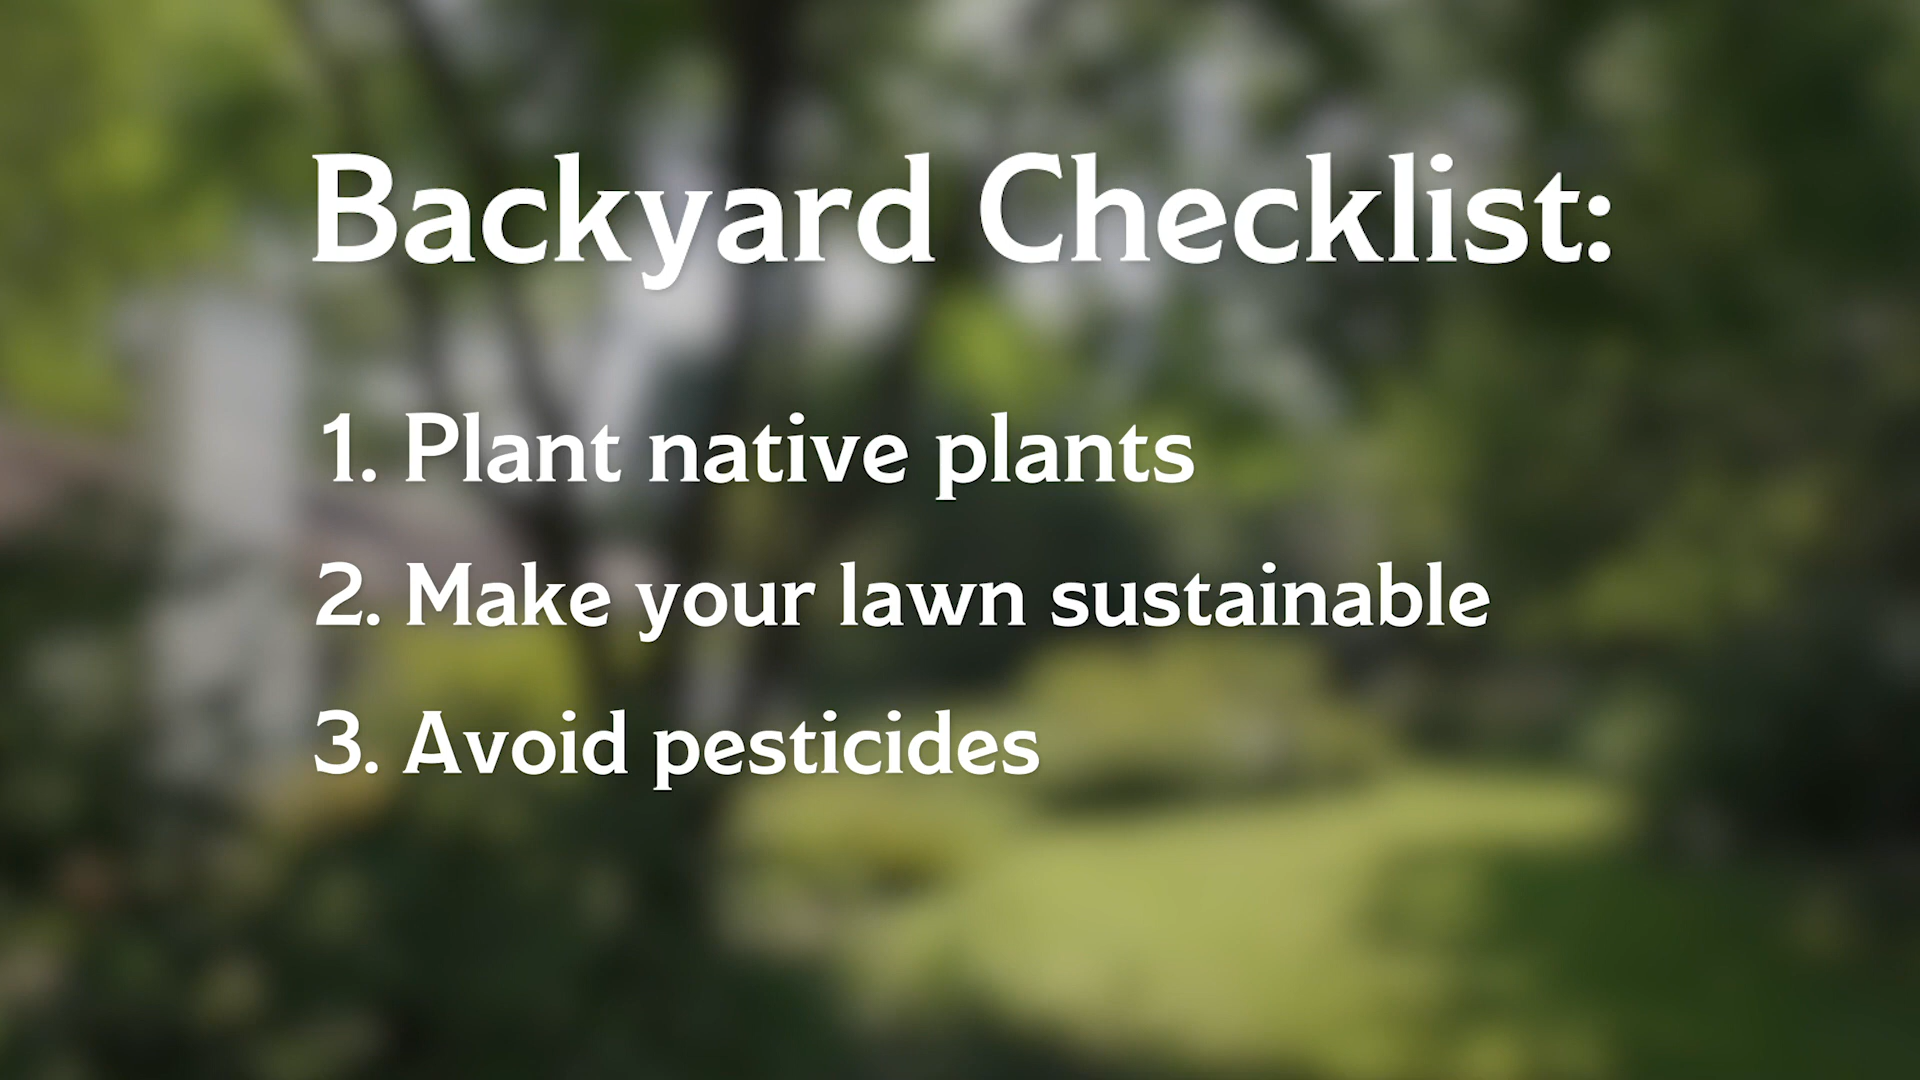 Backyard Checklist:
1. Plant native plants
2. Make your lawn sustainable
3. Avoid pesticides